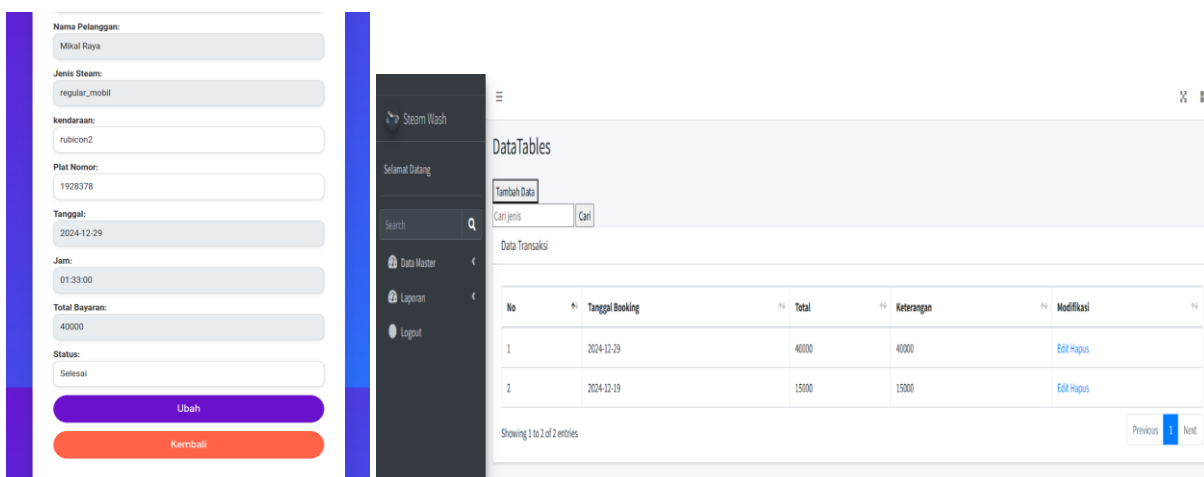 Nama Pelanggan:
Mikal Raya
Jenis Steam:
regular_mobil
kendaraan:
rubicon2
Plat Nomor:
1928378
Tanggal:
2024-12-29
Jam:
01:33:00
Total Bayaran:
40000
Status:
Selesai
Ubah
Kembali
Steam Wash
Selamat Datang
Search
Data Master
Laporan
Logout
DataTables
Tambah Data
Cari jenis Cari
Data Transaksi
No Tanggal Booking Total Keterangan Modifikasi
1 2024-12-29 40000 40000 Edit Hapus
2 2024-12-19 15000 15000 Edit Hapus
Showing 1 to 2 of 2 entries Previous 1 Next